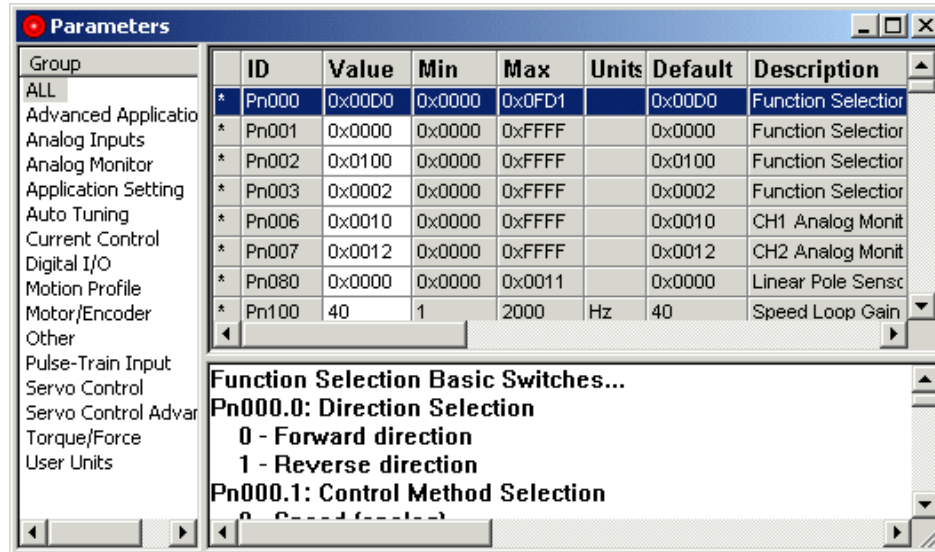 Parameters
Group
ALL
Advanced Applicatio
Analog Inputs
Analog Monitor
Application Setting
Auto Tuning
Current Control
Digital I/O
Motion Profile
Motor/Encoder
Other
Pulse-Train Input
Servo Control
Servo Control Advar
Torque/Force
User Units
ID Value Min Max Units Default Description
* Pn000 0x00D0 0x0000 0x0FD1 0x00D0 Function Selection
* Pn001 0x0000 0x0000 0xFFFF 0x0000 Function Selection
* Pn002 0x0100 0x0000 0xFFFF 0x0100 Function Selection
* Pn003 0x0002 0x0000 0xFFFF 0x0002 Function Selection
* Pn006 0x0010 0x0000 0xFFFF 0x0010 CH1 Analog Monit
* Pn007 0x0012 0x0000 0xFFFF 0x0012 CH2 Analog Monit
* Pn080 0x0000 0x0000 0x0011 0x0000 Linear Pole Senso
* Pn100 40 1 2000 Hz 40 Speed Loop Gain
Function Selection Basic Switches...
Pn000.0: Direction Selection
0 - Forward direction
1 - Reverse direction
Pn000.1: Control Method Selection
0 - Speed (analog)